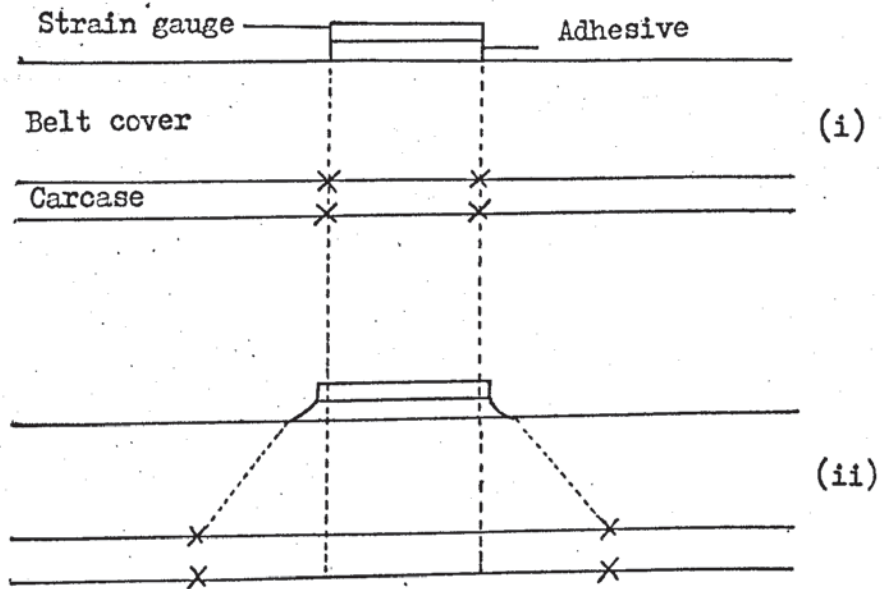 Strain gauge
Adhesive
Belt cover
(i)
Carcase
(ii)